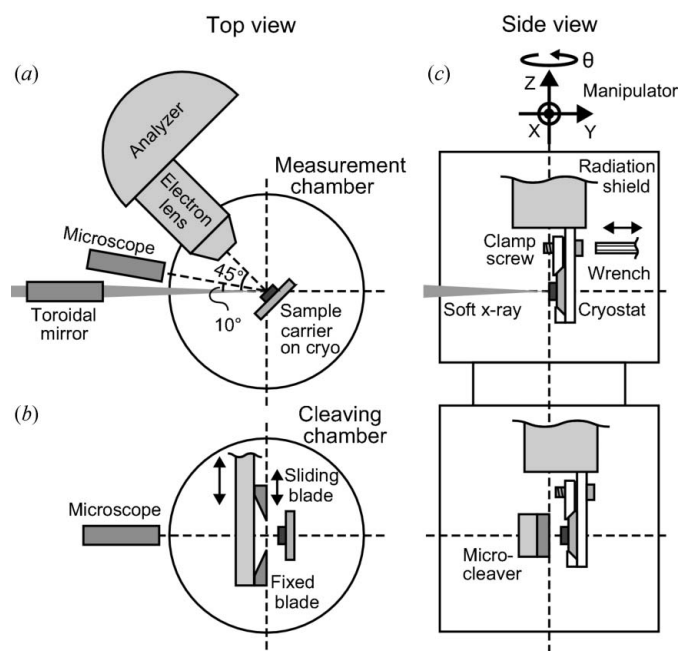 Top view
Side view
(a)
Analyzer
Electron
lens
Measurement
chamber
Microscope
45°
Toroidal
mirror
10°
Sample
carrier
on cryo
(b)
Cleaving
chamber
Microscope
Sliding
blade
Fixed
blade
(c)
θ
Z
Manipulator
X
Y
Radiation
shield
Clamp
screw
Wrench
Soft x-ray
Cryostat
Micro-
cleaver